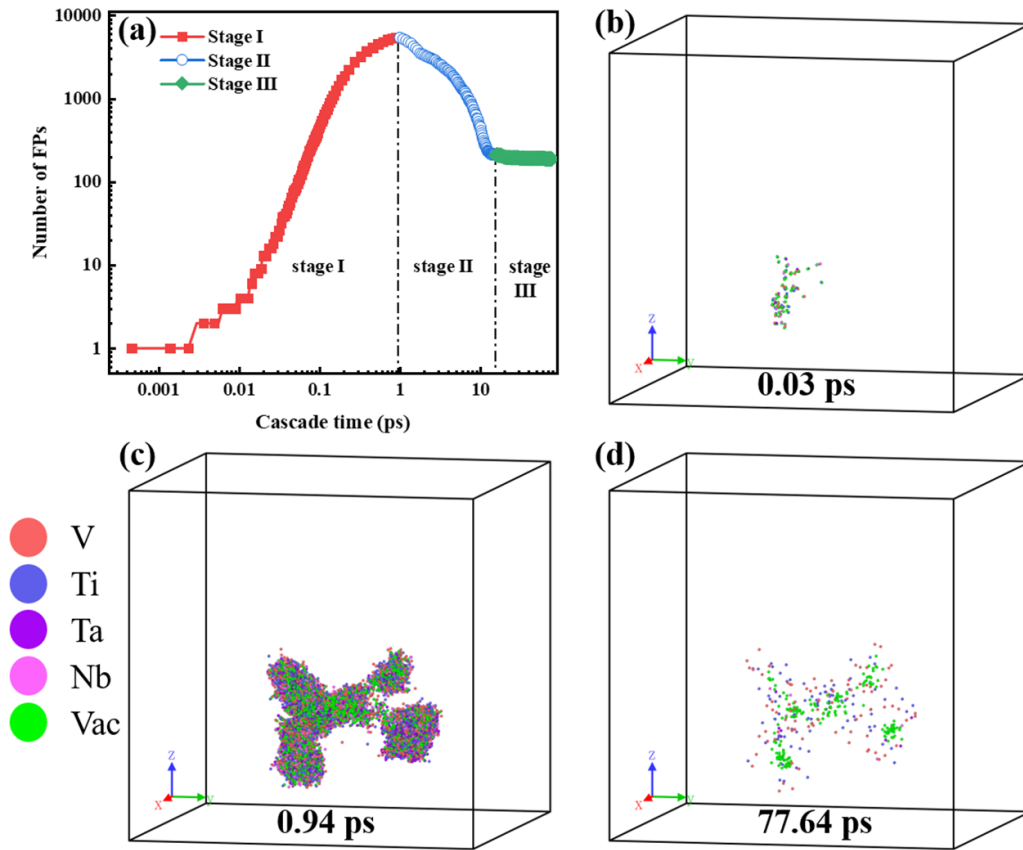 (a)
Stage I
Stage II
Stage III
10000
1000
100
10
1
Number of FPs
stage I
stage II
stage
III
0.001
0.01
0.1
1
10
Cascade time (ps)
(b)
Z
X
Y
0.03 ps
(c)
Z
X
Y
0.94 ps
(d)
Z
X
Y
77.64 ps
V
Ti
Ta
Nb
Vac